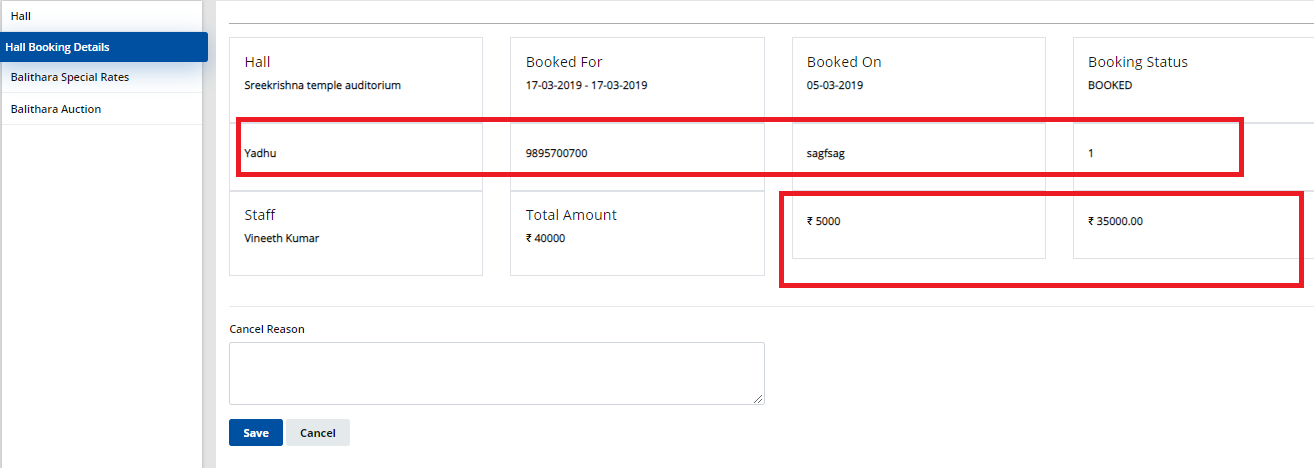 Hall
Hall Booking Details
Balithara Special Rates
Balithara Auction
Hall
Sreekrishna temple auditorium
Booked For
17-03-2019 - 17-03-2019
Booked On
05-03-2019
Booking Status
BOOKED
Yadhu
9895700700
sagfsag
1
Staff
Vineeth Kumar
Total Amount
₹ 40000
₹ 5000
₹ 35000.00
Cancel Reason
Save
Cancel